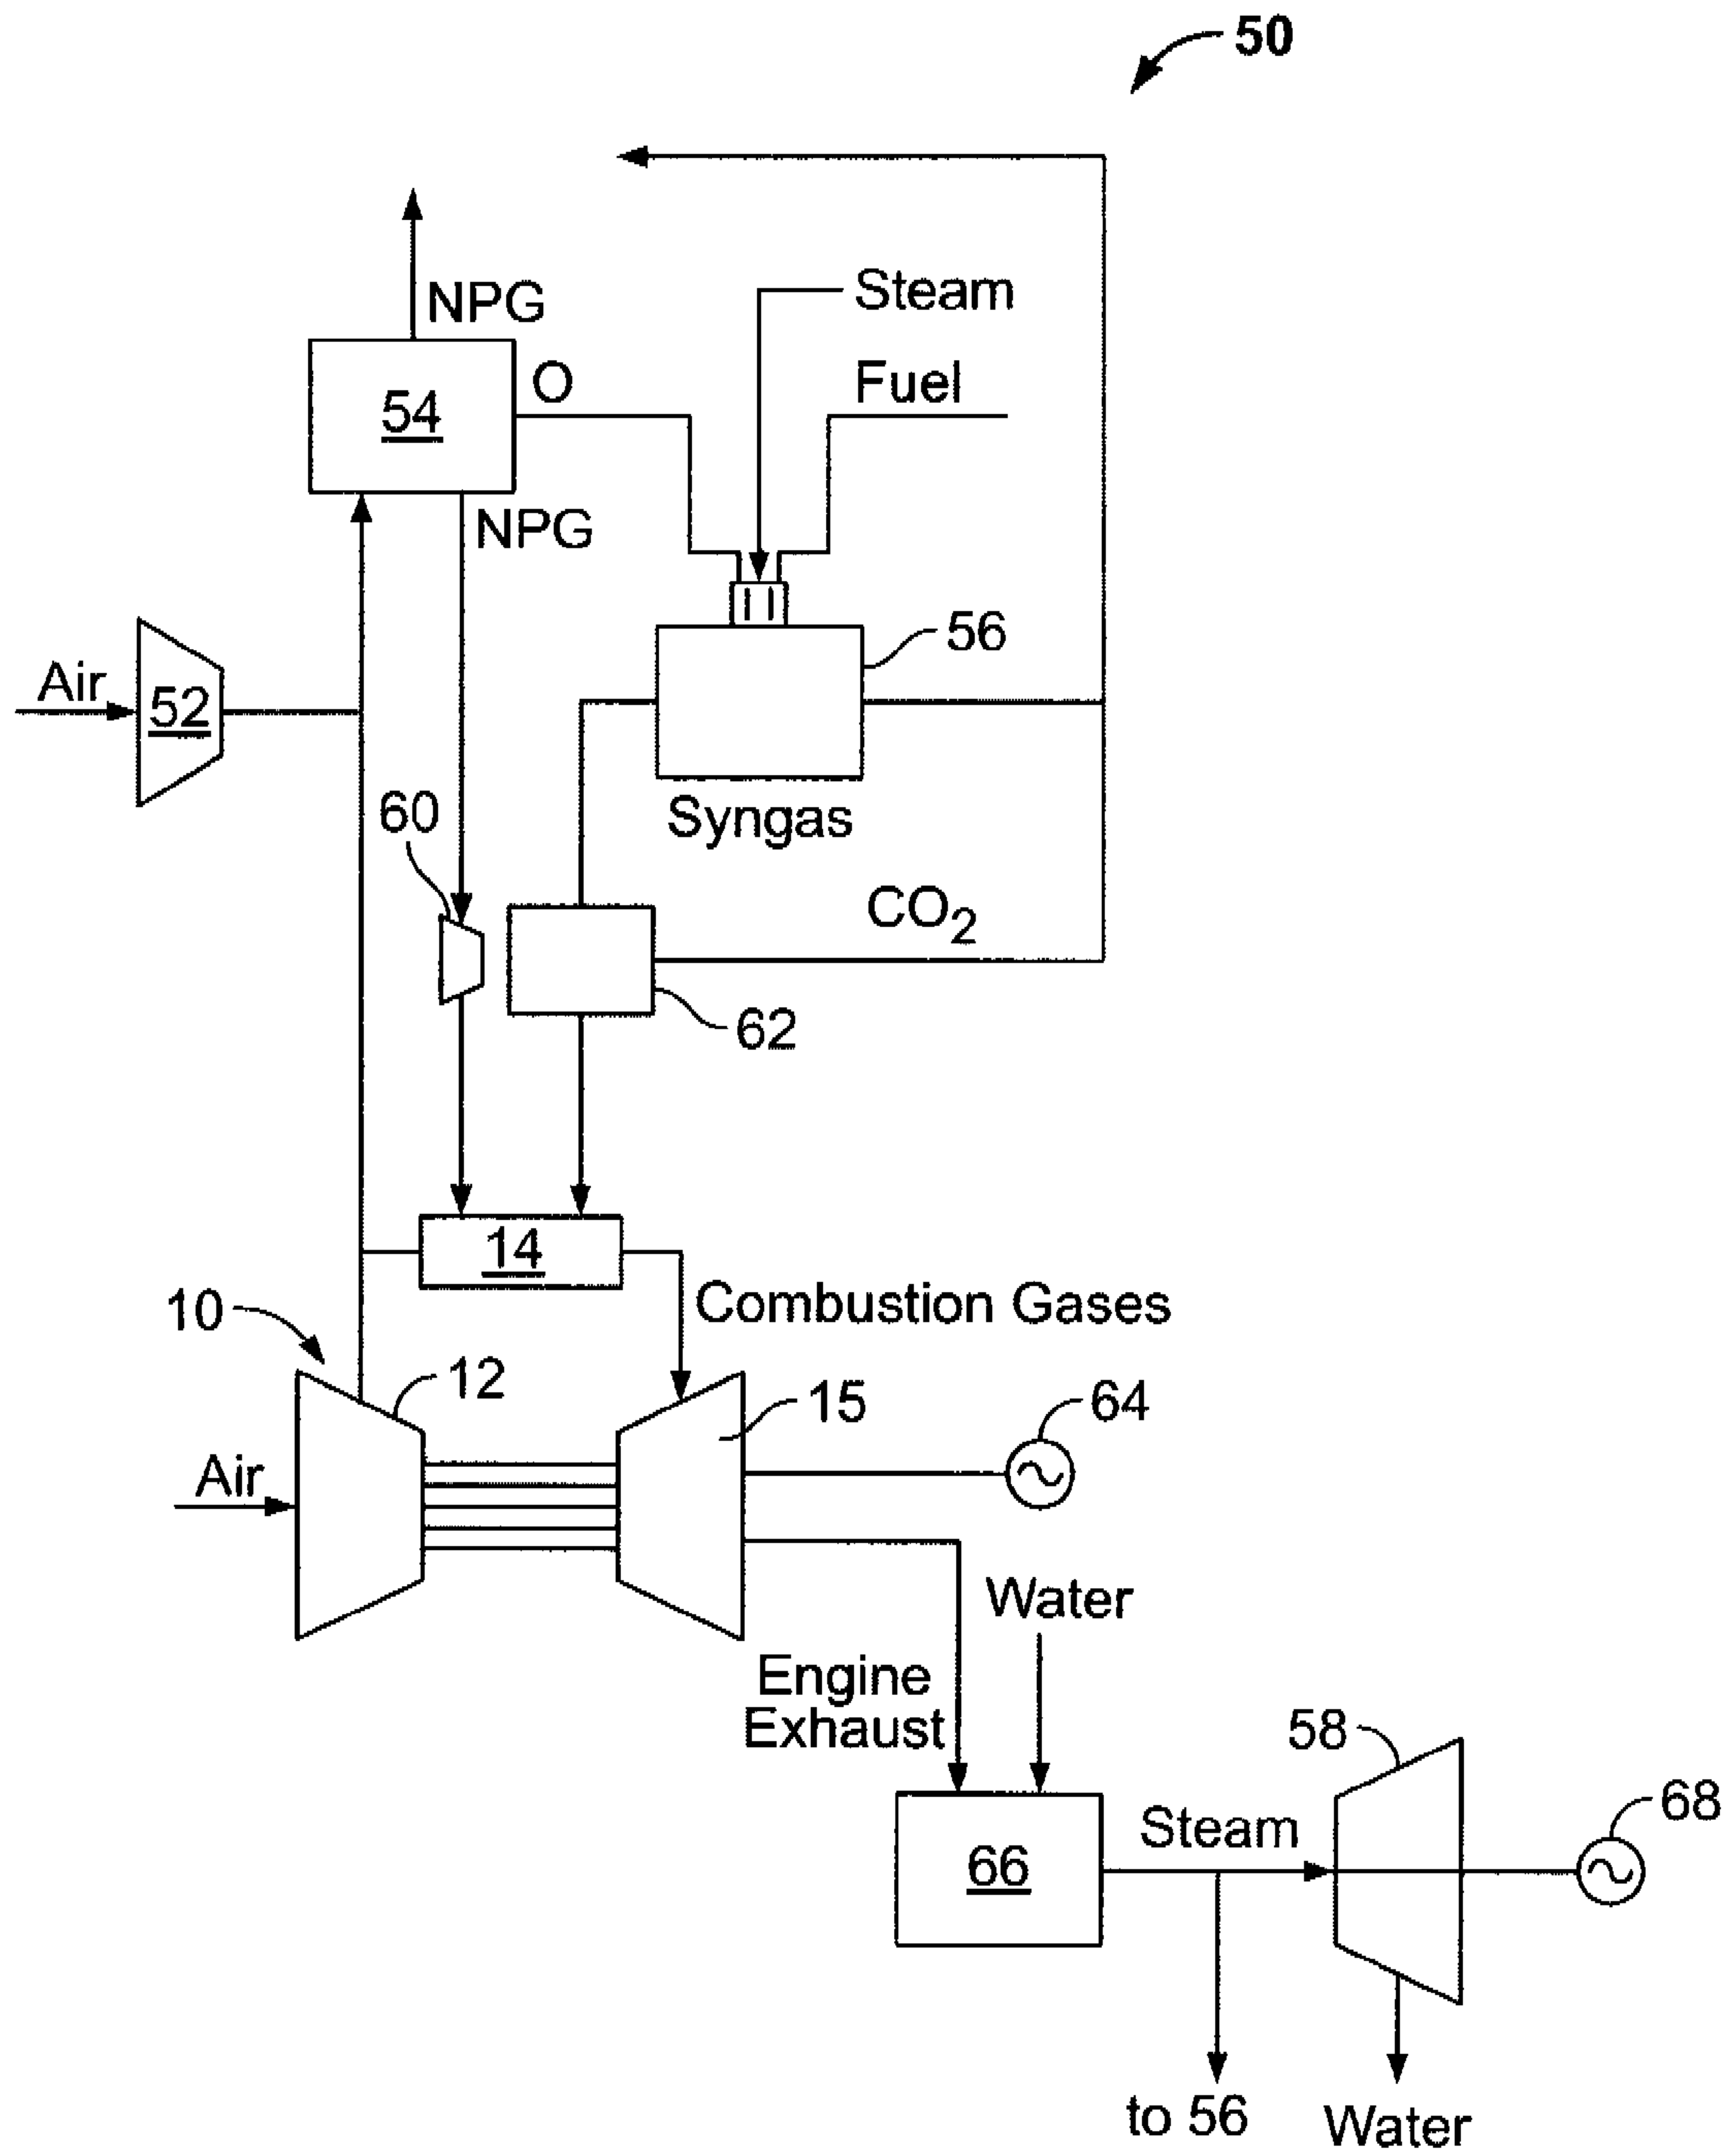 50
Steam
NPG
O
Fuel
54
NPG
56
Air
52
Syngas
60
CO2
62
14
10
Combustion Gases
12
15
64
Air
Water
Engine
Exhaust
58
68
Steam
66
to 56
Water